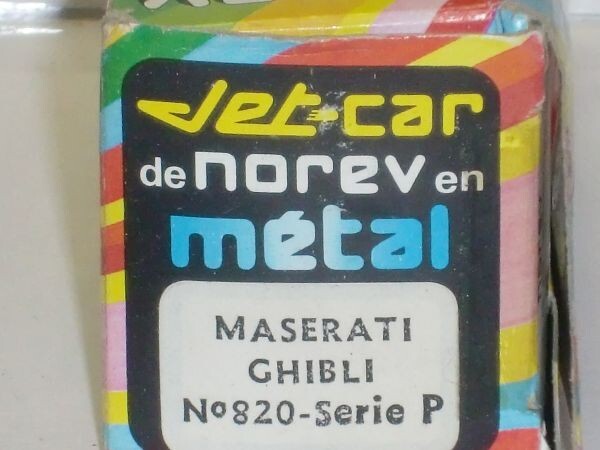 Jet-car
de norev en
métal
MASERATI
GHIBLI
No820-Serie P